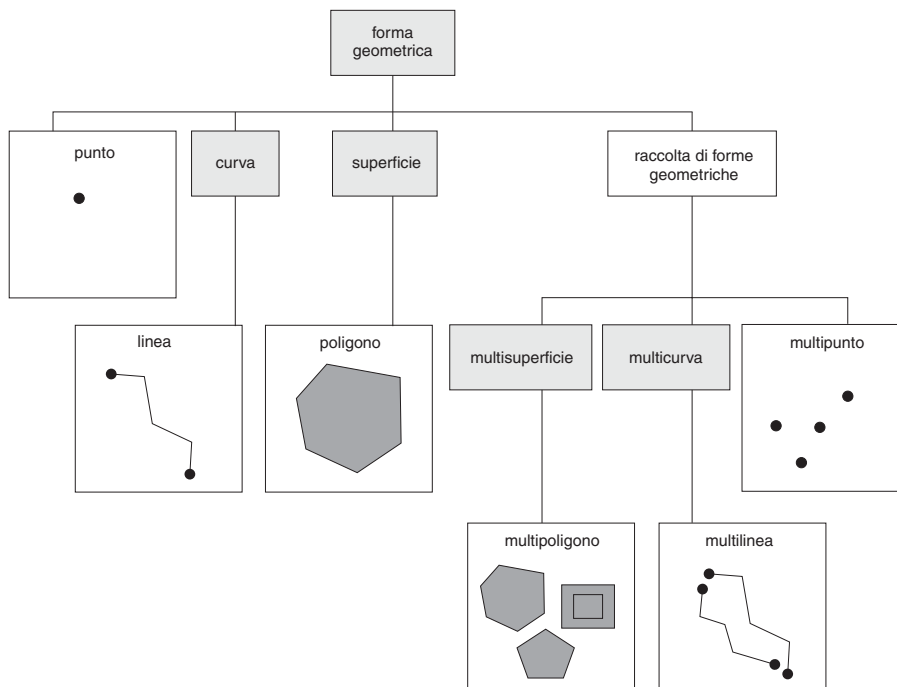 forma
geometrica
punto
curva
superficie
raccolta di forme
geometriche
linea
poligono
multisuperficie
multicurva
multipunto
multipoligono
multilinea